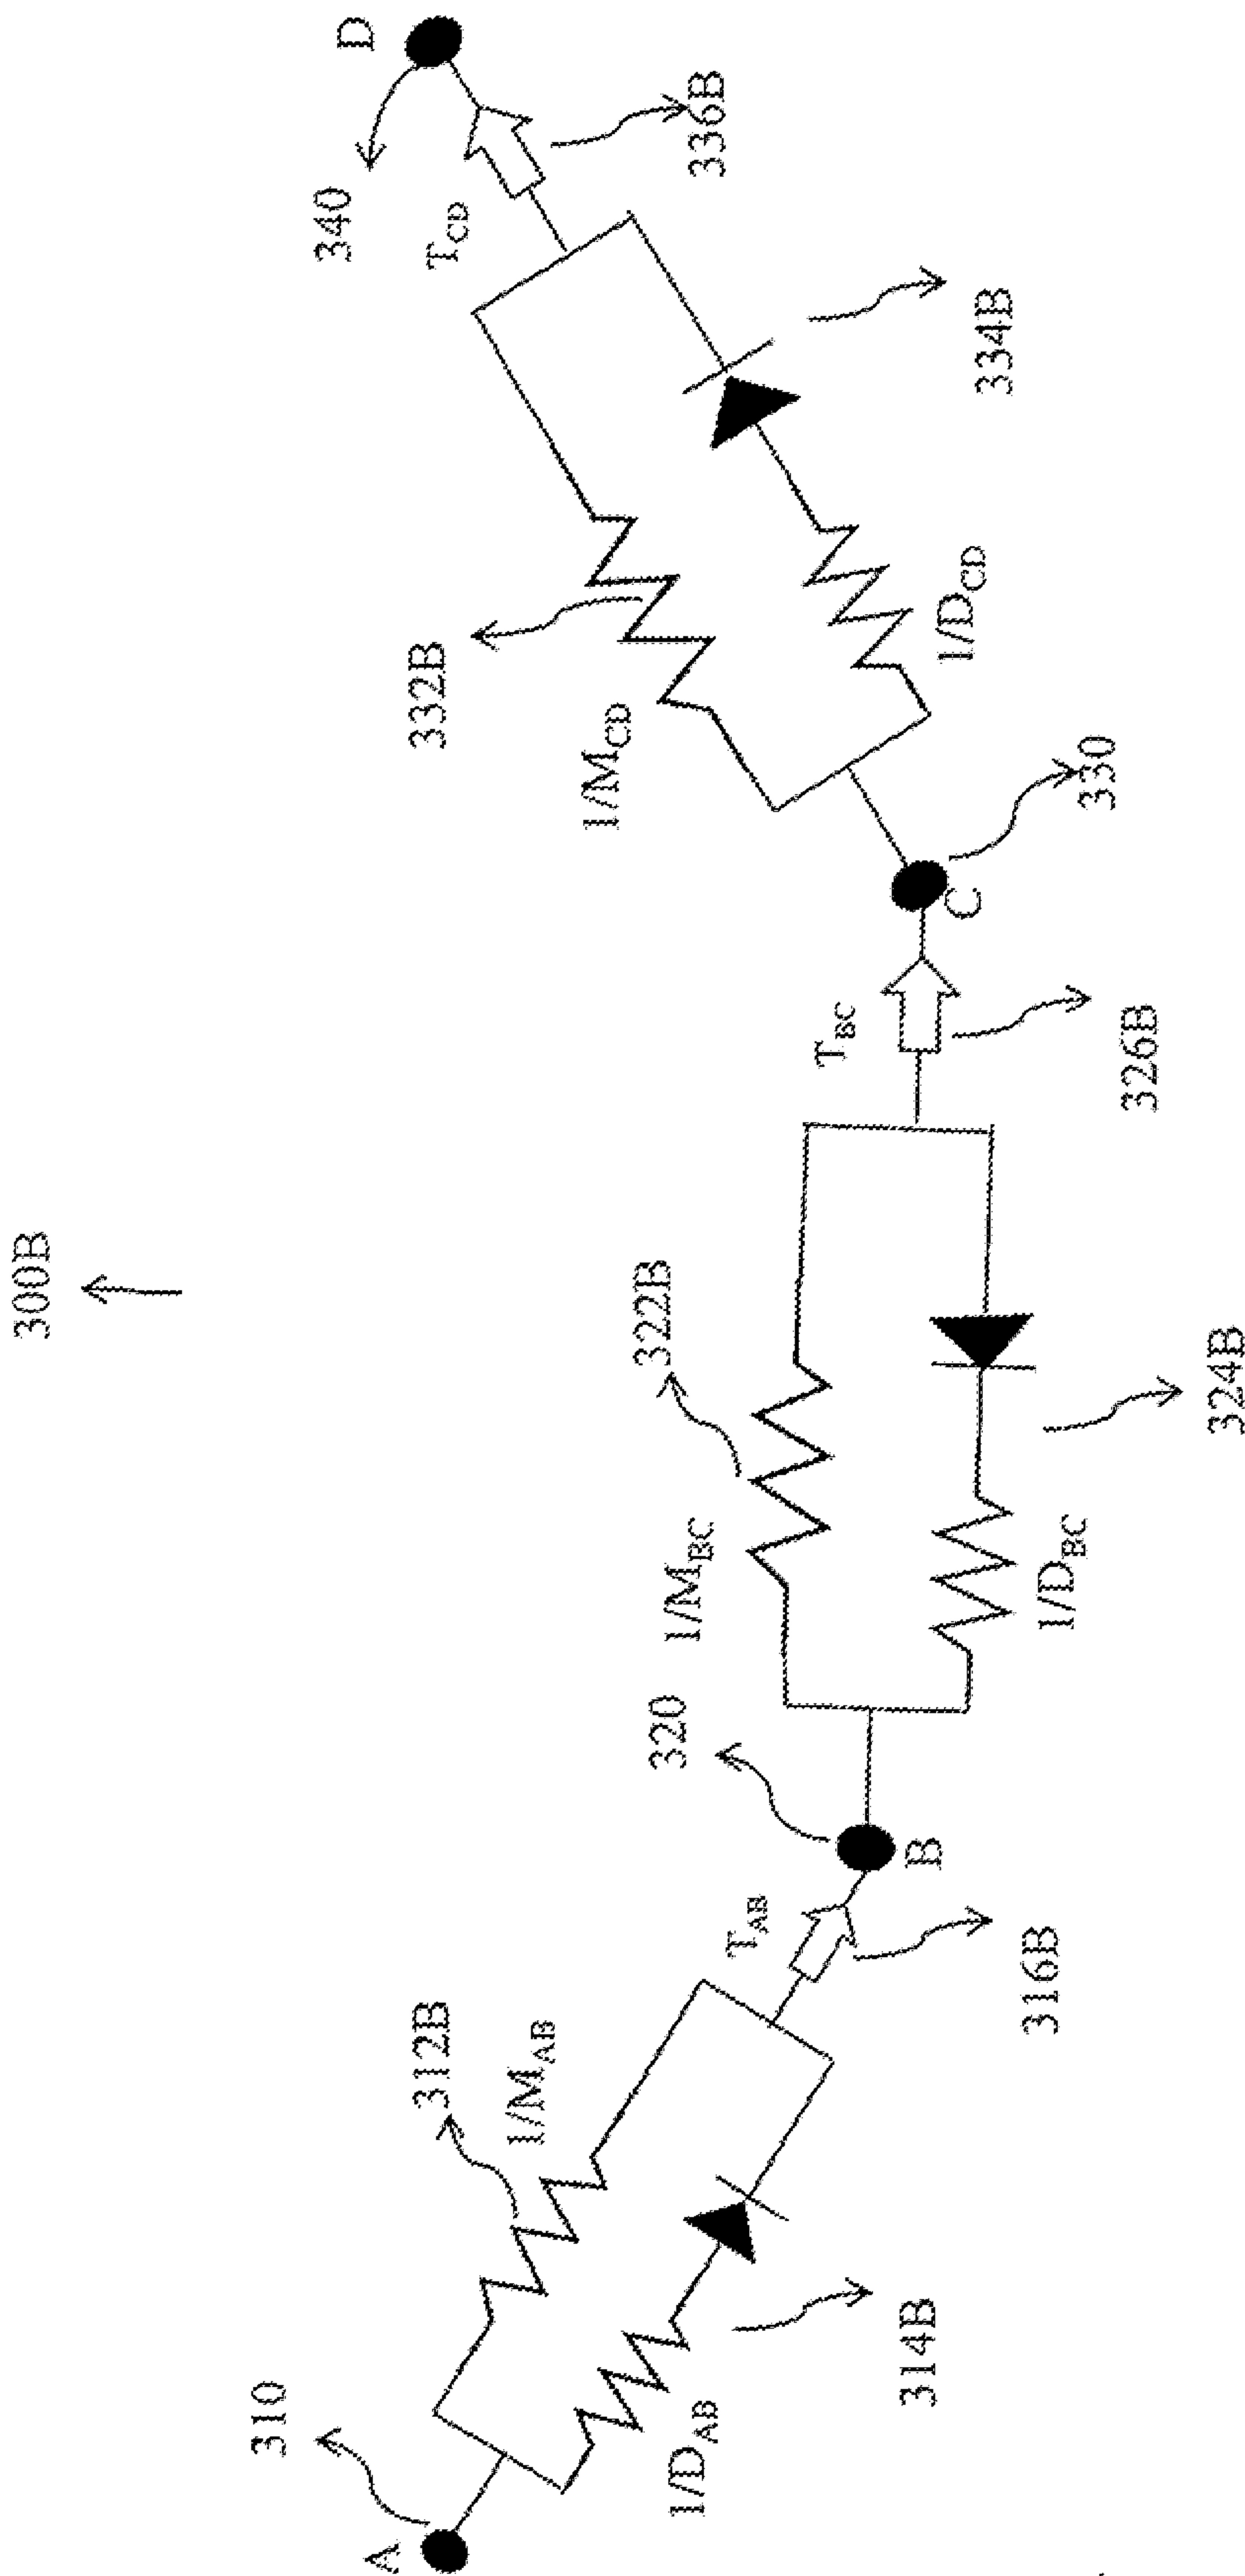 300B
A
310
1/M_AB
312B
1/D_AB
314B
T_AB
316B
B
320
1/M_BC
322B
1/D_BC
324B
T_BC
326B
C
330
1/M_CD
332B
1/D_CD
334B
T_CD
336B
D
340